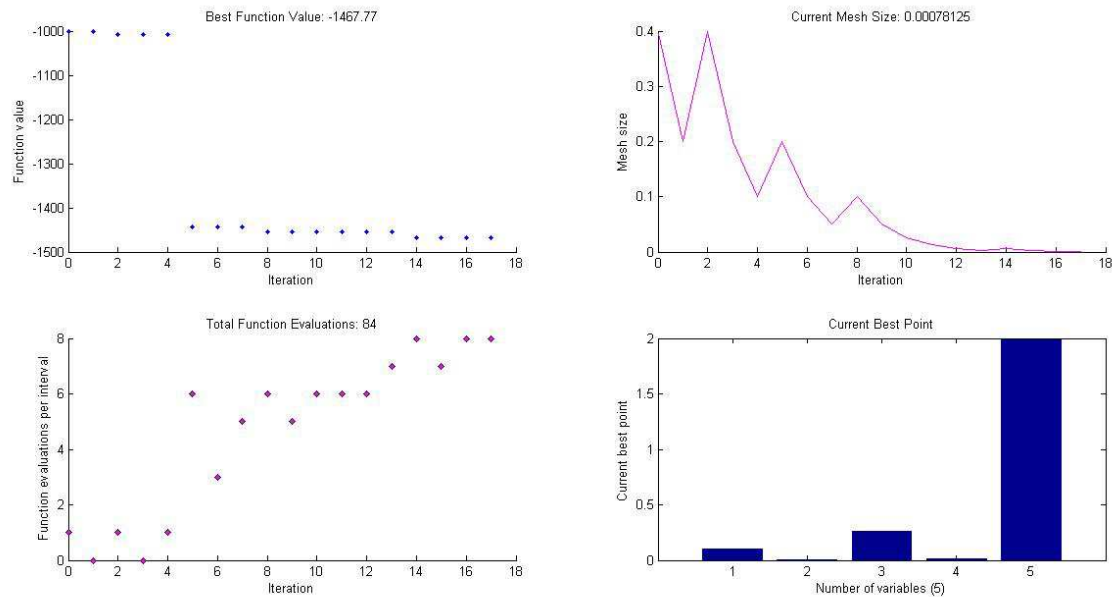 Best Function Value: -1467.77
-1000
-1100
-1200
-1300
-1400
-1500
Function value
0 2 4 6 8 10 12 14 16 18
Iteration
Current Mesh Size: 0.00078125
0.4
0.3
0.2
0.1
0
Mesh size
0 2 4 6 8 10 12 14 16 18
Iteration
Total Function Evaluations: 84
8
6
4
2
0
Function evaluations per interval
0 2 4 6 8 10 12 14 16 18
Iteration
Current Best Point
2
1.5
1
0.5
0
Current best point
1 2 3 4 5
Number of variables (5)